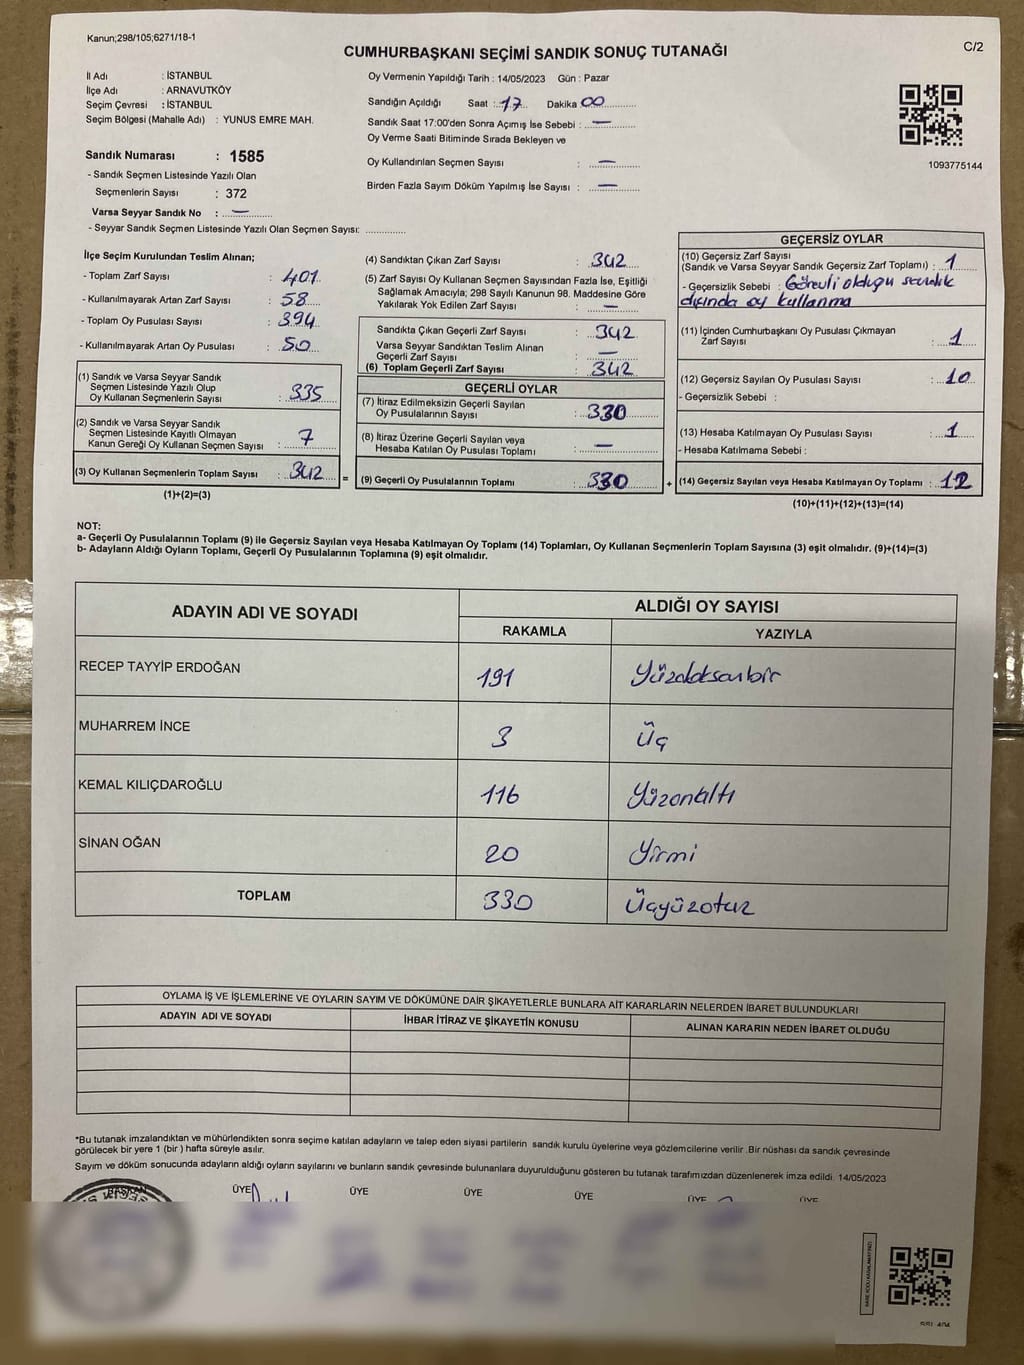 Kanun;298/105;6271/18-1
C/2
CUMHURBAŞKANI SEÇİMİ SANDIK SONUÇ TUTANAĞI
İl Adı : İSTANBUL
İlçe Adı : ARNAVUTKÖY
Seçim Çevresi : İSTANBUL
Seçim Bölgesi (Mahalle Adı) : YUNUS EMRE MAH.
Sandık Numarası : 1585
- Sandık Seçmen Listesinde Yazılı Olan
Seçmenlerin Sayısı : 372
Varsa Seyyar Sandık No : —
- Seyyar Sandık Seçmen Listesinde Yazılı Olan Seçmen Sayısı: ..............
Oy Vermenin Yapıldığı Tarih : 14/05/2023 Gün : Pazar
Sandığın Açıldığı Saat : 17 Dakika 00
Sandık Saat 17:00'den Sonra Açımış İse Sebebi : —
Oy Verme Saati Bitiminde Sırada Bekleyen ve
Oy Kullandırılan Seçmen Sayısı : —
Birden Fazla Sayım Döküm Yapılmış İse Sayısı : —
1093775144
İlçe Seçim Kurulundan Teslim Alınan;
- Toplam Zarf Sayısı : 401
- Kullanılmayarak Artan Zarf Sayısı : 58
- Toplam Oy Pusulası Sayısı : 394
- Kullanılmayarak Artan Oy Pusulası : 50
(1) Sandık ve Varsa Seyyar Sandık
Seçmen Listesinde Yazılı Olup
Oy Kullanan Seçmenlerin Sayısı : 335
(2) Sandık ve Varsa Seyyar Sandık
Seçmen Listesinde Kayıtlı Olmayan
Kanun Gereği Oy Kullanan Seçmen Sayısı : 7
(3) Oy Kullanan Seçmenlerin Toplam Sayısı : 342 =
(1)+(2)=(3)
(4) Sandıktan Çıkan Zarf Sayısı : 342
(5) Zarf Sayısı Oy Kullanan Seçmen Sayısından Fazla İse, Eşitliği
Sağlamak Amacıyla; 298 Sayılı Kanunun 98. Maddesine Göre
Yakılarak Yok Edilen Zarf Sayısı : —
Sandıkta Çıkan Geçerli Zarf Sayısı : 342
Varsa Seyyar Sandıktan Teslim Alınan
Geçerli Zarf Sayısı : —
(6) Toplam Geçerli Zarf Sayısı : 342
GEÇERLİ OYLAR
(7) İtiraz Edilmeksizin Geçerli Sayılan
Oy Pusulalarının Sayısı : 330
(8) İtiraz Üzerine Geçerli Sayılan veya
Hesaba Katılan Oy Pusulası Toplamı : —
(9) Geçerli Oy Pusulalarının Toplamı : 330 +
GEÇERSİZ OYLAR
(10) Geçersiz Zarf Sayısı
(Sandık ve Varsa Seyyar Sandık Geçersiz Zarf Toplamı) : 1
- Geçersizlik Sebebi : Görevli olduğu sandık
dışında oy kullanma
(11) İçinden Cumhurbaşkanı Oy Pusulası Çıkmayan
Zarf Sayısı : 1
(12) Geçersiz Sayılan Oy Pusulası Sayısı : 10
- Geçersizlik Sebebi :
(13) Hesaba Katılmayan Oy Pusulası Sayısı : 1
- Hesaba Katılmama Sebebi :
(14) Geçersiz Sayılan veya Hesaba Katılmayan Oy Toplamı : 12
(10)+(11)+(12)+(13)=(14)
NOT:
a- Geçerli Oy Pusulalarının Toplamı (9) ile Geçersiz Sayılan veya Hesaba Katılmayan Oy Toplamı (14) Toplamları, Oy Kullanan Seçmenlerin Toplam Sayısına (3) eşit olmalıdır. (9)+(14)=(3)
b- Adayların Aldığı Oyların Toplamı, Geçerli Oy Pusulalarının Toplamına (9) eşit olmalıdır.
ADAYIN ADI VE SOYADI
ALDIĞI OY SAYISI
RAKAMLA YAZIYLA
RECEP TAYYİP ERDOĞAN 191 Yüzdoksanbir
MUHARREM İNCE 3 Üç
KEMAL KILIÇDAROĞLU 116 Yüzonaltı
SİNAN OĞAN 20 Yirmi
TOPLAM 330 Üçyüzotuz
OYLAMA İŞ VE İŞLEMLERİNE VE OYLARIN SAYIM VE DÖKÜMÜNE DAİR ŞİKAYETLERLE BUNLARA AİT KARARLARIN NELERDEN İBARET BULUNDUKLARI
ADAYIN ADI VE SOYADI
İHBAR İTİRAZ VE ŞİKAYETİN KONUSU
ALINAN KARARIN NEDEN İBARET OLDUĞU
*Bu tutanak imzalandıktan ve mühürlendikten sonra seçime katılan adayların ve talep eden siyasi partilerin sandık kurulu üyelerine veya gözlemcilerine verilir .Bir nüshası da sandık çevresinde
görülecek bir yere 1 (bir ) hafta süreyle asılır.
Sayım ve döküm sonucunda adayların aldığı oyların sayılarını ve bunların sandık çevresinde bulunanlara duyurulduğunu gösteren bu tutanak tarafımızdan düzenlenerek imza edildi. 14/05/2023
BAŞKAN ÜYE ÜYE ÜYE ÜYE ÜYE ÜYE